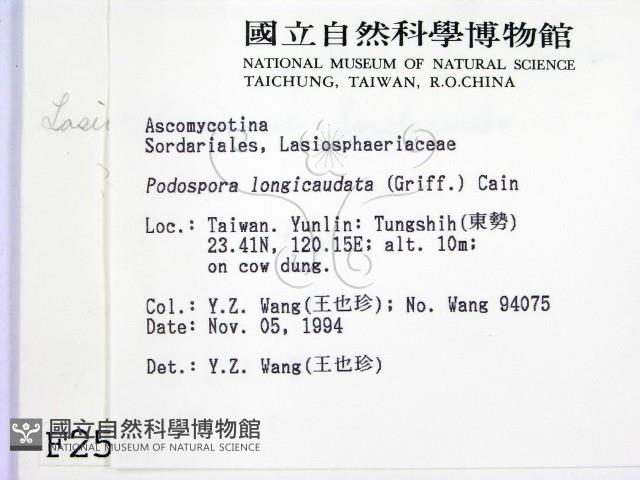 國立自然科學博物館
NATIONAL MUSEUM OF NATURAL SCIENCE
TAICHUNG, TAIWAN, R.O.CHINA
Ascomycotina
Sordariales, Lasiosphaeriaceae
Podospora longicaudata (Griff.) Cain
Loc.: Taiwan. Yunlin: Tungshih(東勢)
23.41N, 120.15E; alt. 10m;
on cow dung.
Col.: Y.Z. Wang(王也珍); No. Wang 94075
Date: Nov. 05, 1994
Det.: Y.Z. Wang(王也珍)
國立自然科學博物館
NATIONAL MUSEUM OF NATURAL SCIENCE
F25